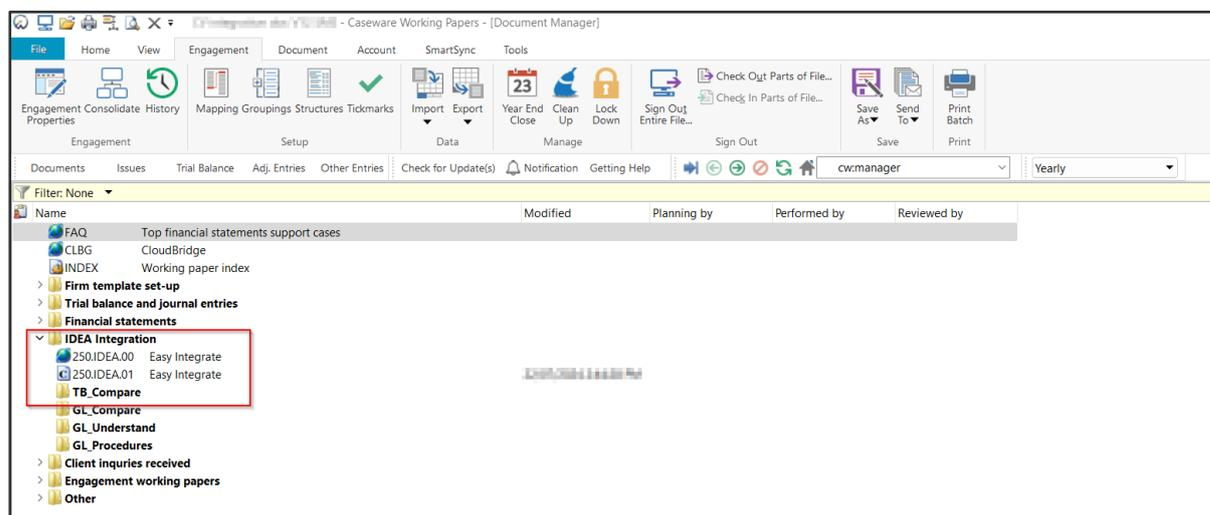 - Caseware Working Papers - [Document Manager]
File Home View Engagement Document Account SmartSync Tools
Engagement Properties Consolidate History Mapping Groupings Structures Tickmarks Import Export 23 Year End Close Clean Up Lock Down Sign Out Entire File... Check Out Parts of File... Check In Parts of File... Save As Send To Print Batch
Engagement Setup Data Manage Sign Out Save Print
Documents Issues Trial Balance Adj. Entries Other Entries Check for Update(s) Notification Getting Help cw:manager Yearly
Filter: None
Name Modified Planning by Performed by Reviewed by
FAQ Top financial statements support cases
CLBG CloudBridge
INDEX Working paper index
Firm template set-up
Trial balance and journal entries
Financial statements
IDEA Integration
250.IDEA.00 Easy Integrate
250.IDEA.01 Easy Integrate
TB_Compare
GL_Compare
GL_Understand
GL_Procedures
Client inquries received
Engagement working papers
Other